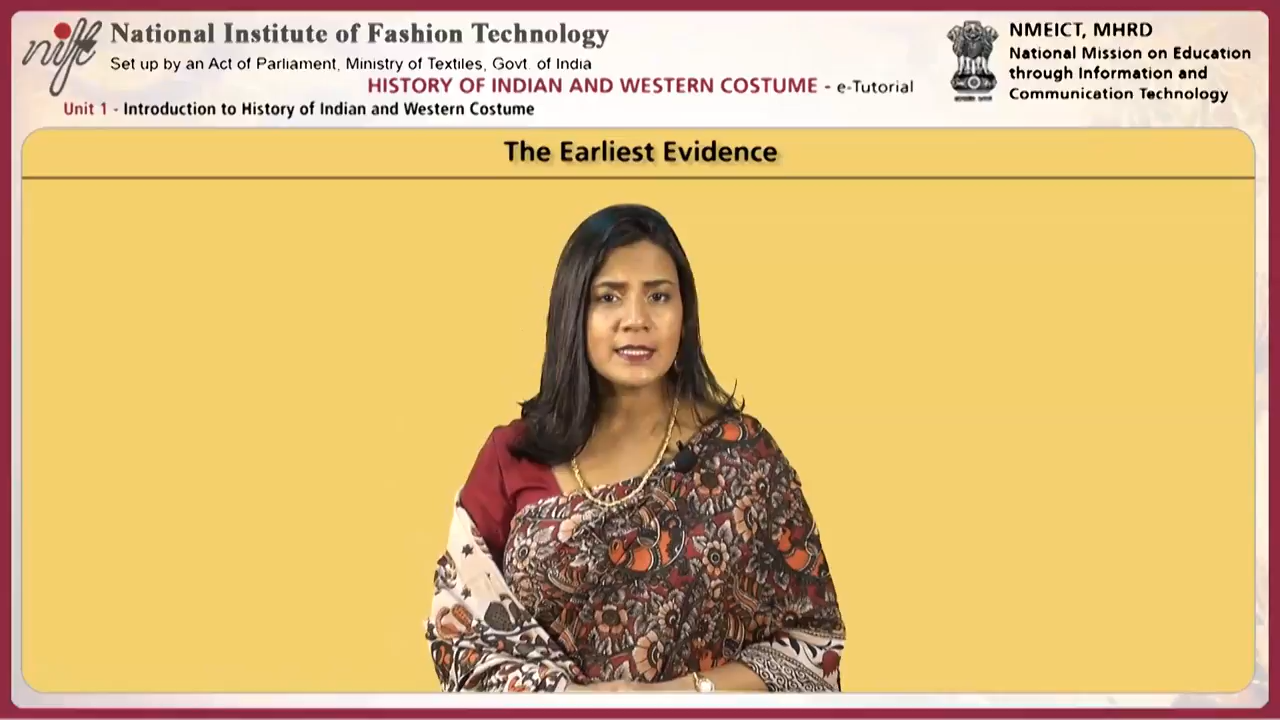 nift
National Institute of Fashion Technology
Set up by an Act of Parliament, Ministry of Textiles, Govt. of India
HISTORY OF INDIAN AND WESTERN COSTUME - e-Tutorial
Unit 1 - Introduction to History of Indian and Western Costume
NMEICT, MHRD
National Mission on Education
through Information and
Communication Technology
The Earliest Evidence